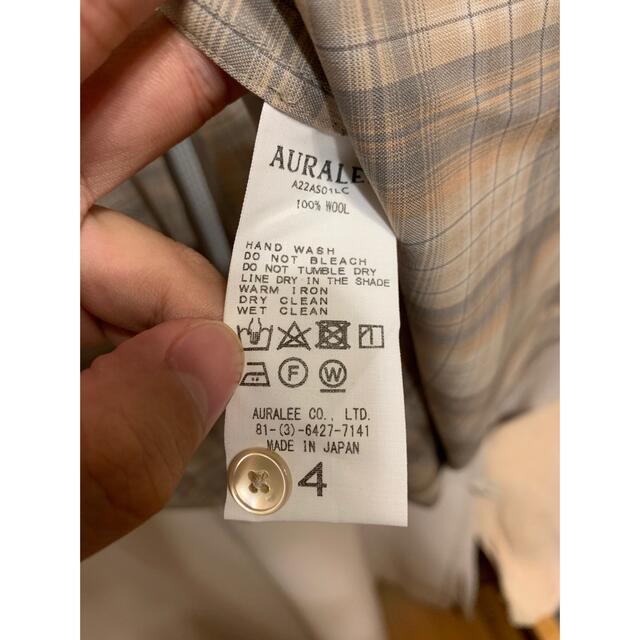 AURALEE
A22AS01LC
100% WOOL
HAND WASH
DO NOT BLEACH
DO NOT TUMBLE DRY
LINE DRY IN THE SHADE
WARM IRON
DRY CLEAN
WET CLEAN
F W
AURALEE CO., LTD.
81-(3)-6427-7141
MADE IN JAPAN
4